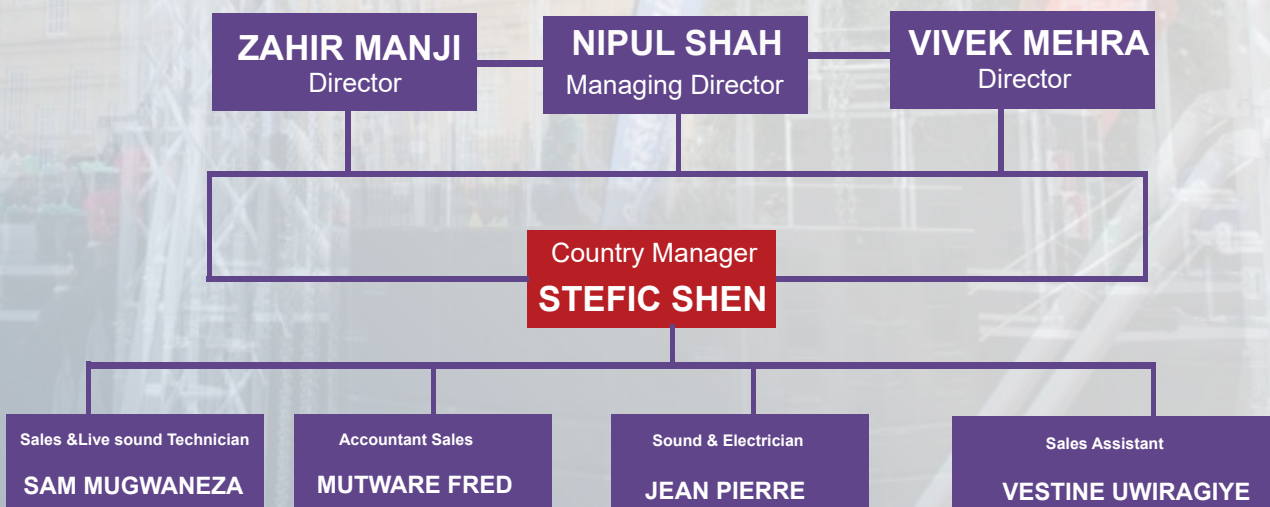 ZAHIR MANJI
Director
NIPUL SHAH
Managing Director
VIVEK MEHRA
Director
Country Manager
STEFIC SHEN
Sales &Live sound Technician
SAM MUGWANEZA
Accountant Sales
MUTWARE FRED
Sound & Electrician
JEAN PIERRE
Sales Assistant
VESTINE UWIRAGIYE